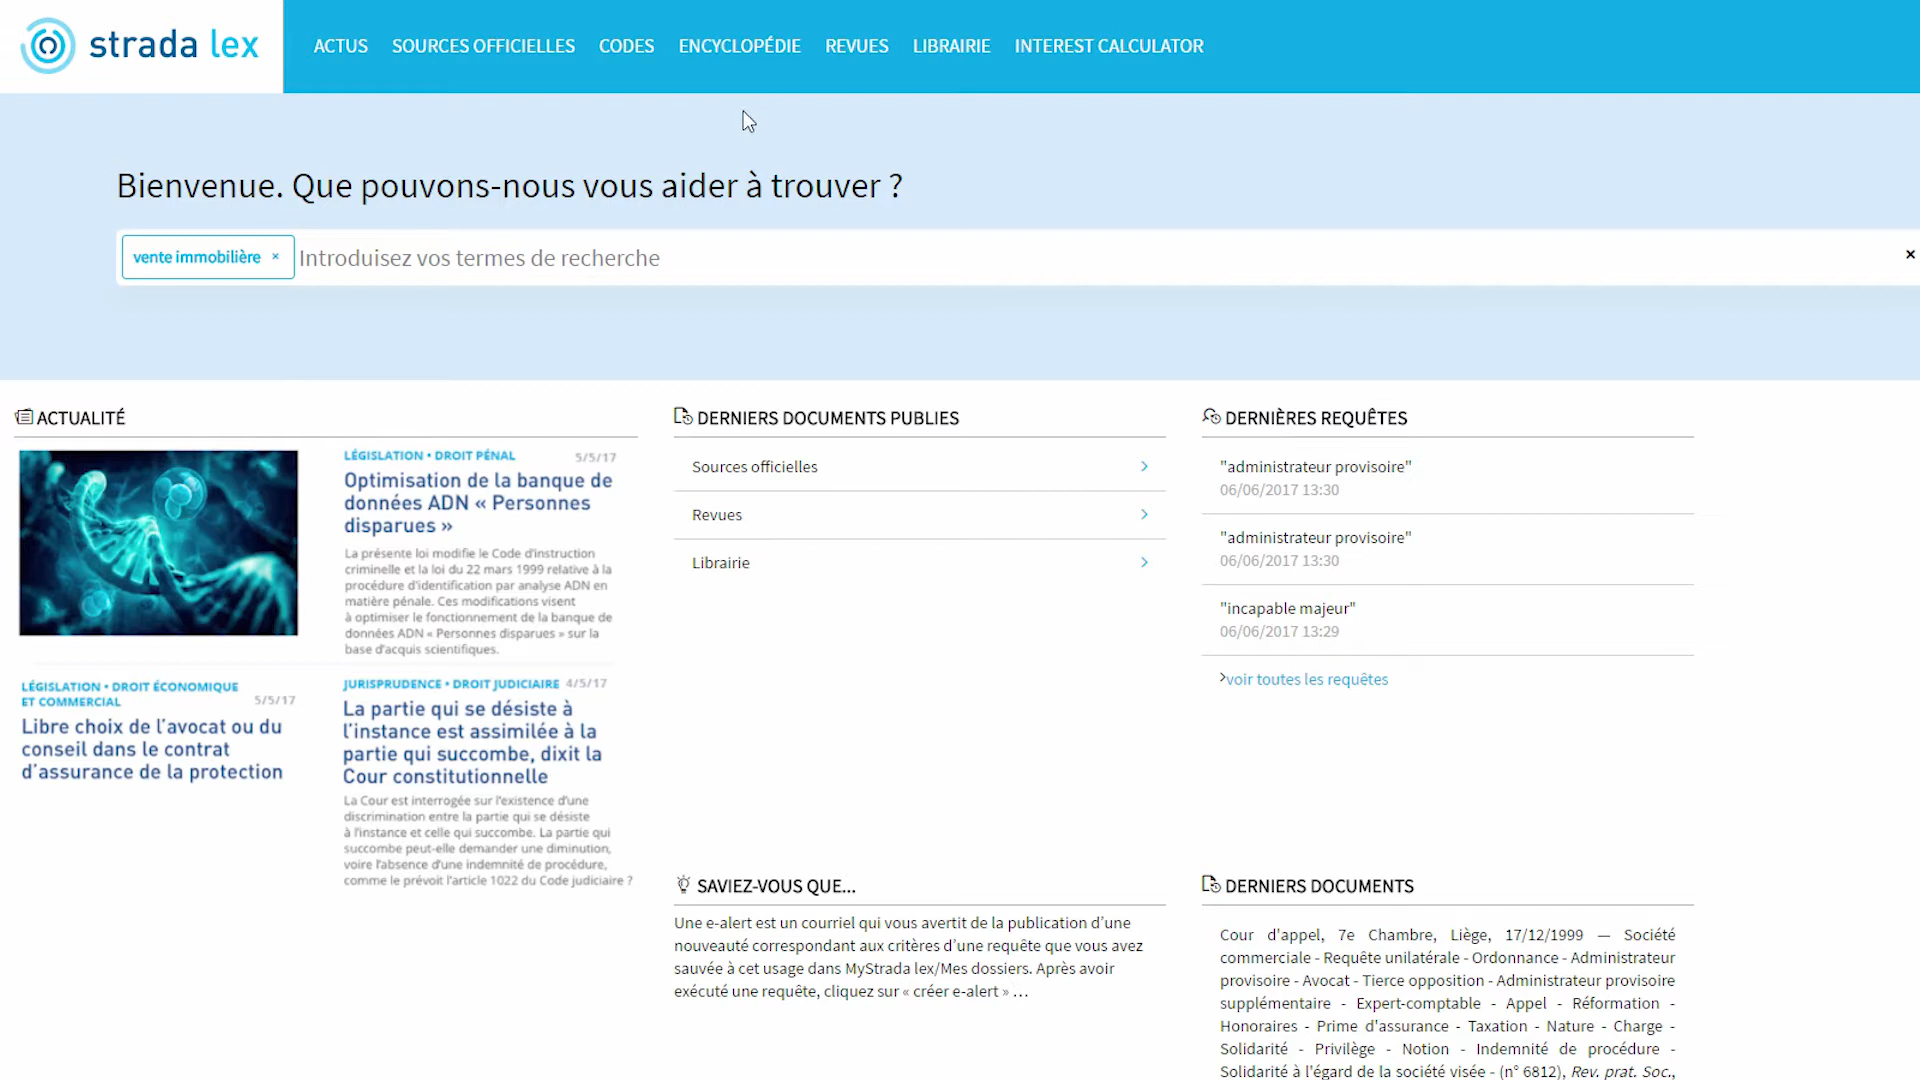 strada lex
ACTUS SOURCES OFFICIELLES CODES ENCYCLOPÉDIE REVUES LIBRAIRIE INTEREST CALCULATOR
Bienvenue. Que pouvons-nous vous aider à trouver ?
vente immobilière × Introduisez vos termes de recherche ×
ACTUALITÉ
LÉGISLATION • DROIT PÉNAL 5/5/17
Optimisation de la banque de
données ADN « Personnes
disparues »
La présente loi modifie le Code d'instruction
criminelle et la loi du 22 mars 1999 relative à la
procédure d'identification par analyse ADN en
matière pénale. Ces modifications visent
à optimiser le fonctionnement de la banque de
données ADN « Personnes disparues » sur la
base d'acquis scientifiques.
LÉGISLATION • DROIT ÉCONOMIQUE
ET COMMERCIAL 5/5/17
Libre choix de l'avocat ou du
conseil dans le contrat
d'assurance de la protection
JURISPRUDENCE • DROIT JUDICIAIRE 4/5/17
La partie qui se désiste à
l'instance est assimilée à la
partie qui succombe, dixit la
Cour constitutionnelle
La Cour est interrogée sur l'existence d'une
discrimination entre la partie qui se désiste
à l'instance et celle qui succombe. La partie qui
succombe peut-elle demander une diminution,
voire l'absence d'une indemnité de procédure,
comme le prévoit l'article 1022 du Code judiciaire ?
DERNIERS DOCUMENTS PUBLIES
Sources officielles
Revues
Librairie
DERNIÈRES REQUÊTES
"administrateur provisoire"
06/06/2017 13:30
"administrateur provisoire"
06/06/2017 13:30
"incapable majeur"
06/06/2017 13:29
voir toutes les requêtes
SAVIEZ-VOUS QUE...
Une e-alert est un courriel qui vous avertit de la publication d'une
nouveauté correspondant aux critères d'une requête que vous avez
sauvée à cet usage dans MyStrada lex/Mes dossiers. Après avoir
exécuté une requête, cliquez sur « créer e-alert » …
DERNIERS DOCUMENTS
Cour d'appel, 7e Chambre, Liège, 17/12/1999 — Société
commerciale - Requête unilatérale - Ordonnance - Administrateur
provisoire - Avocat - Tierce opposition - Administrateur provisoire
supplémentaire - Expert-comptable - Appel - Réformation -
Honoraires - Prime d'assurance - Taxation - Nature - Charge -
Solidarité - Privilège - Notion - Indemnité de procédure -
Solidarité à l'égard de la société visée - (n° 6812), Rev. prat. Soc.,